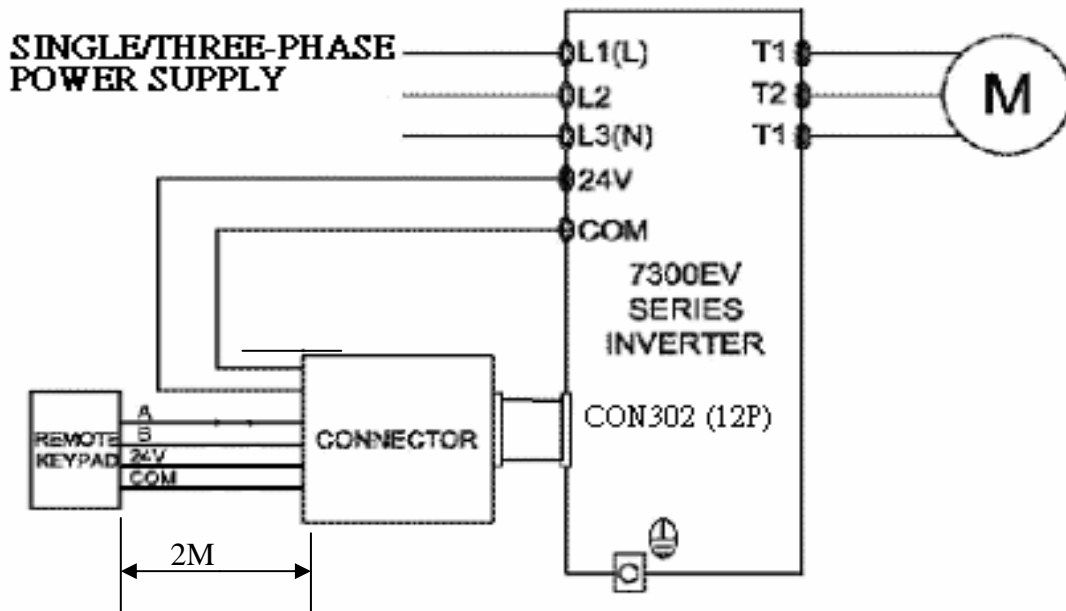 SINGLE/THREE-PHASE
POWER SUPPLY
L1(L)
L2
L3(N)
24V
COM
T1
T2
T1
M
7300EV
SERIES
INVERTER
CON302 (12P)
CONNECTOR
REMOTE
KEYPAD
A
B
24V
COM
2M
C